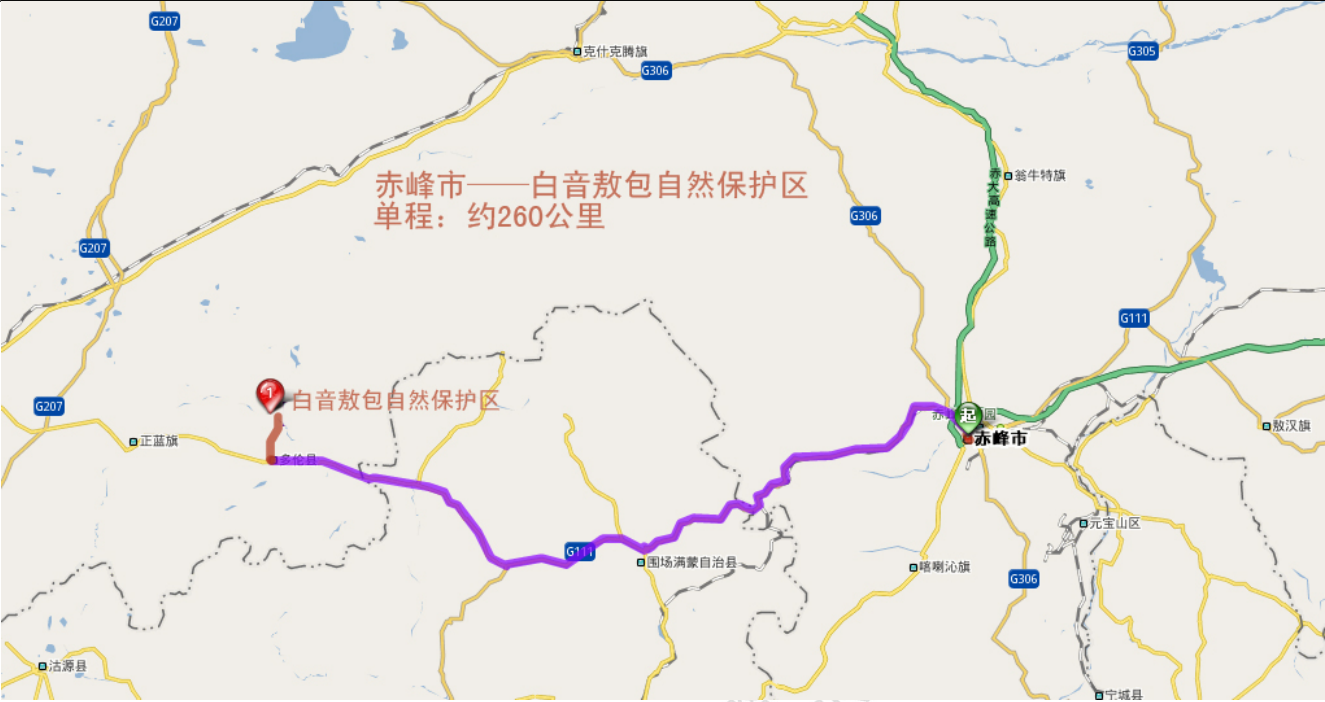 G207
克什克腾旗
G306
G305
赤峰市——白音敖包自然保护区
单程：约260公里
翁牛特旗
赤大高速公路
G306
G207
G111
1
白音敖包自然保护区
G207
正蓝旗
多伦县
起
园
赤峰市
敖汉旗
G111
围场满蒙自治县
元宝山区
喀喇沁旗
G306
沽源县
宁城县